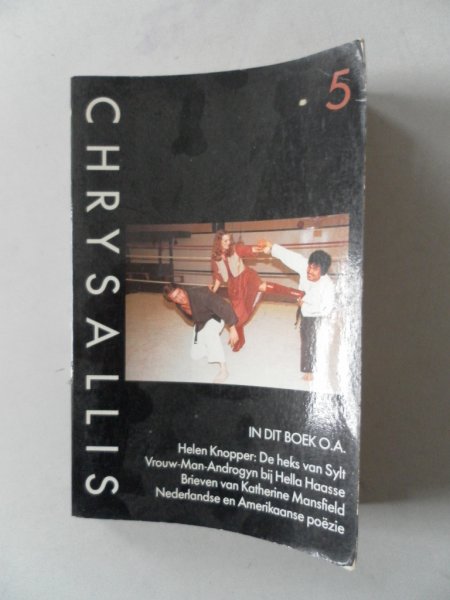 CHRYSALLIS
5
IN DIT BOEK O.A.
Helen Knopper: De heks van Sylt
Vrouw-Man-Androgyn bij Hella Haasse
Brieven van Katherine Mansfield
Nederlandse en Amerikaanse poëzie